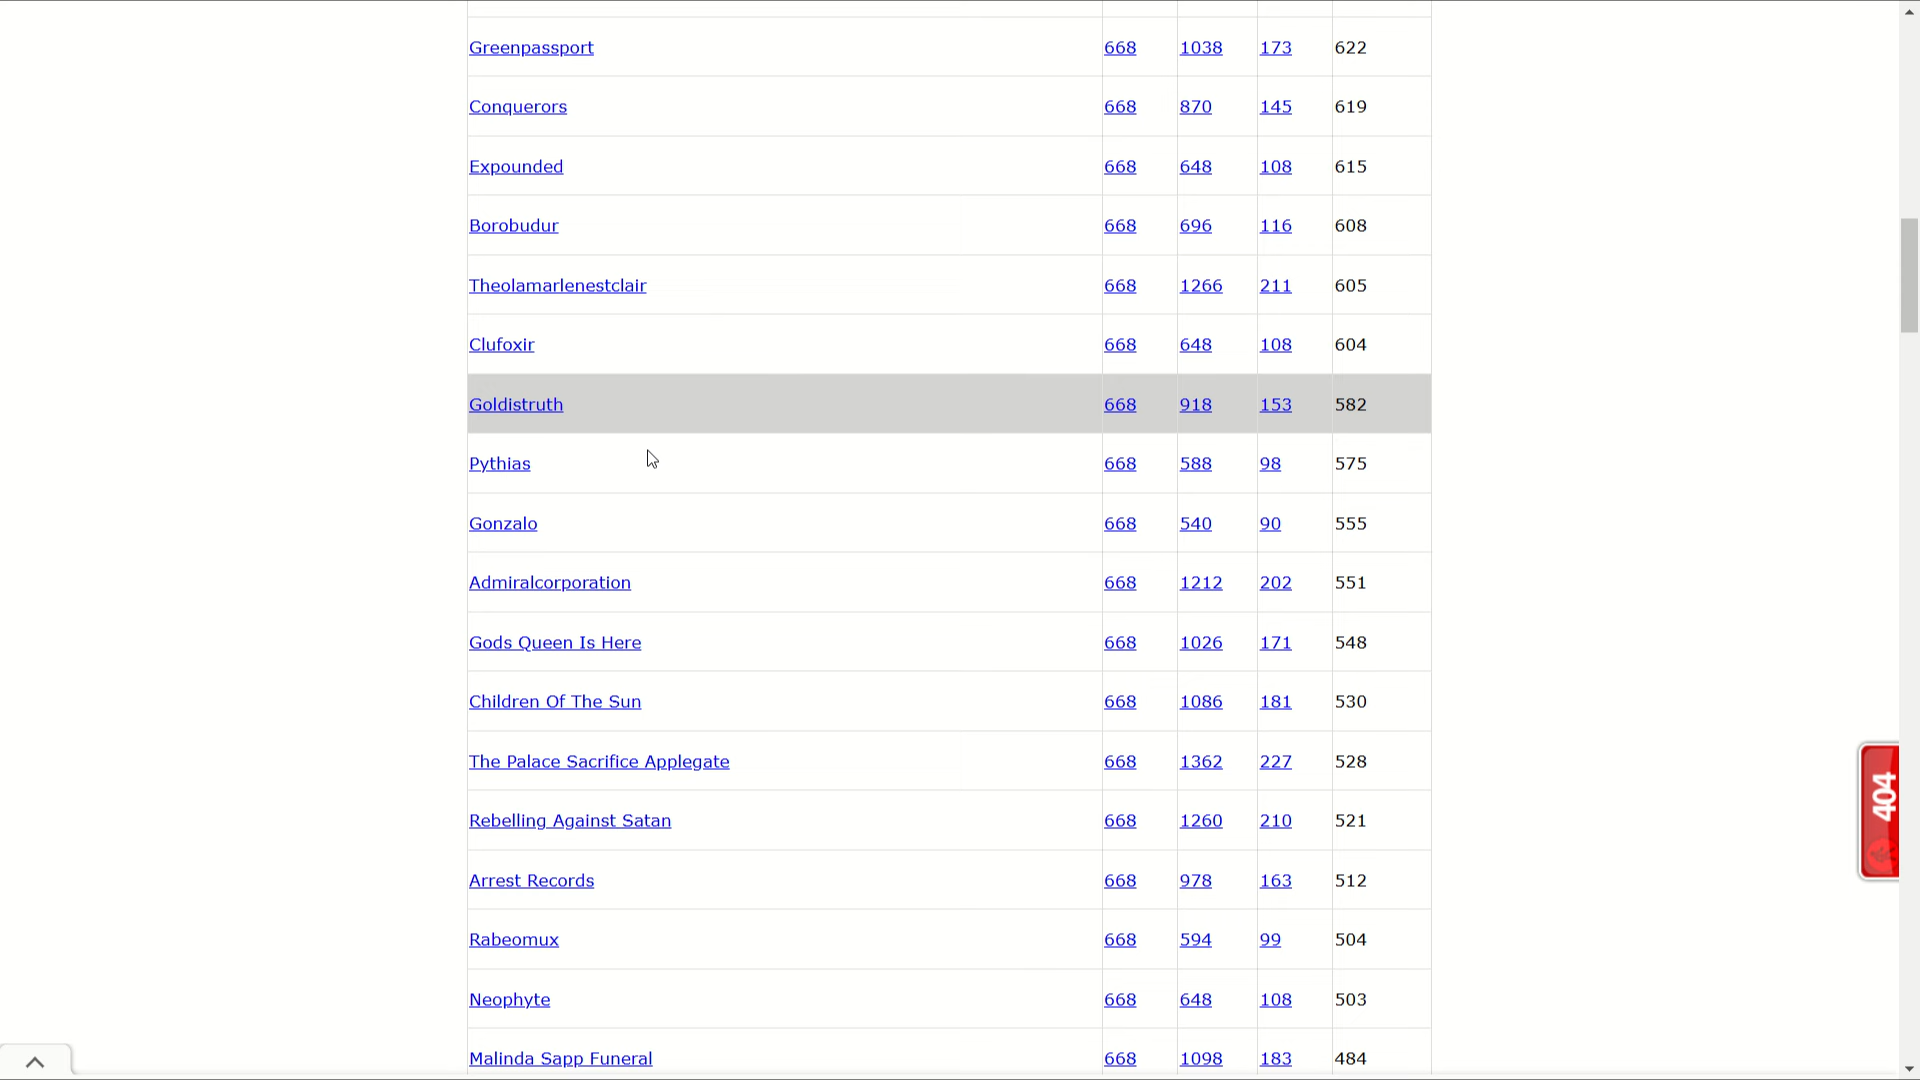 Greenpassport 668 1038 173 622
Conquerors 668 870 145 619
Expounded 668 648 108 615
Borobudur 668 696 116 608
Theolamarlenestclair 668 1266 211 605
Clufoxir 668 648 108 604
Goldistruth 668 918 153 582
Pythias 668 588 98 575
Gonzalo 668 540 90 555
Admiralcorporation 668 1212 202 551
Gods Queen Is Here 668 1026 171 548
Children Of The Sun 668 1086 181 530
The Palace Sacrifice Applegate 668 1362 227 528
Rebelling Against Satan 668 1260 210 521
Arrest Records 668 978 163 512
Rabeomux 668 594 99 504
Neophyte 668 648 108 503
Malinda Sapp Funeral 668 1098 183 484
404